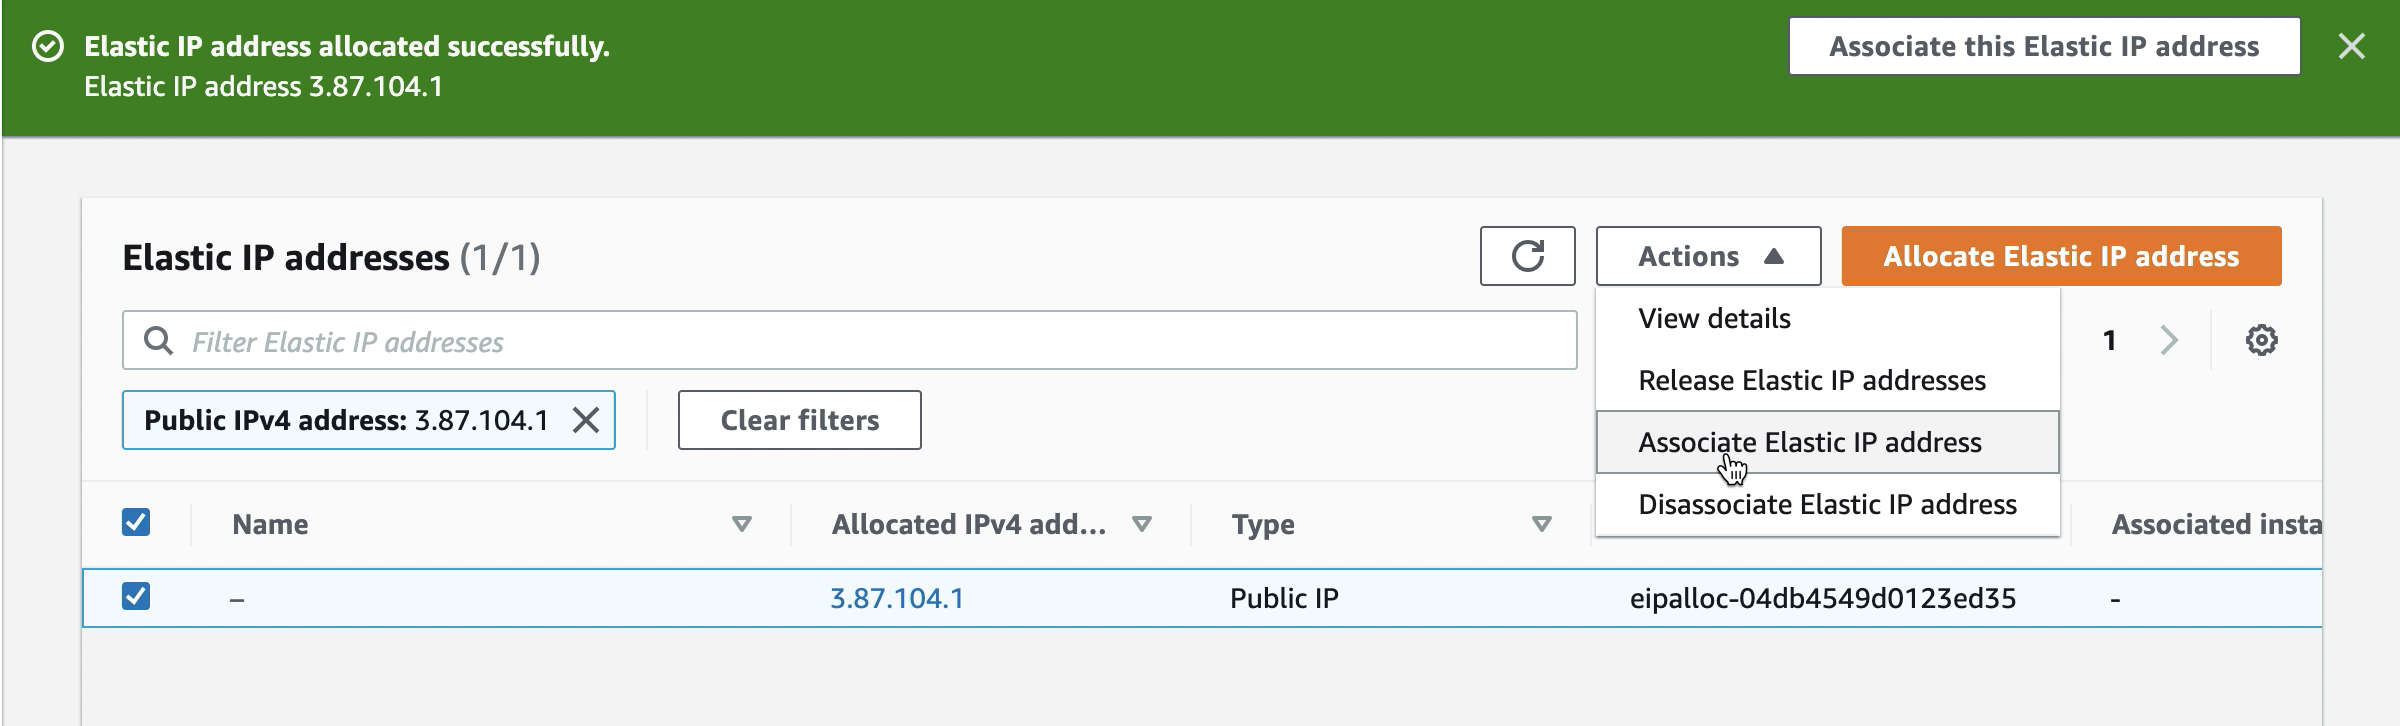 Elastic IP address allocated successfully.
Elastic IP address 3.87.104.1
Associate this Elastic IP address
Elastic IP addresses (1/1)
Actions
Allocate Elastic IP address
Filter Elastic IP addresses
View details
Release Elastic IP addresses
Associate Elastic IP address
Disassociate Elastic IP address
1
Public IPv4 address: 3.87.104.1
Clear filters
Name
Allocated IPv4 add...
Type
Associated insta
–
3.87.104.1
Public IP
eipalloc-04db4549d0123ed35
-